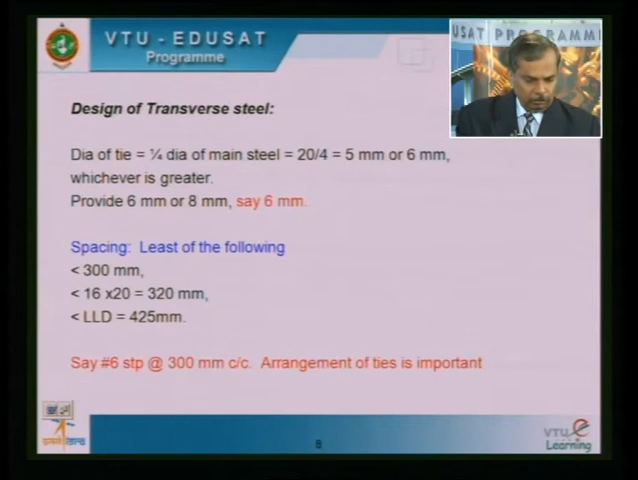 VTU - EDUSAT
Programme
USAT PROGRAMME
Design of Transverse steel:
Dia of tie = ¼ dia of main steel = 20/4 = 5 mm or 6 mm,
whichever is greater.
Provide 6 mm or 8 mm, say 6 mm.
Spacing: Least of the following
< 300 mm,
< 16 x20 = 320 mm,
< LLD = 425mm.
Say #6 stp @ 300 mm c/c. Arrangement of ties is important
8
VTU e
Learning